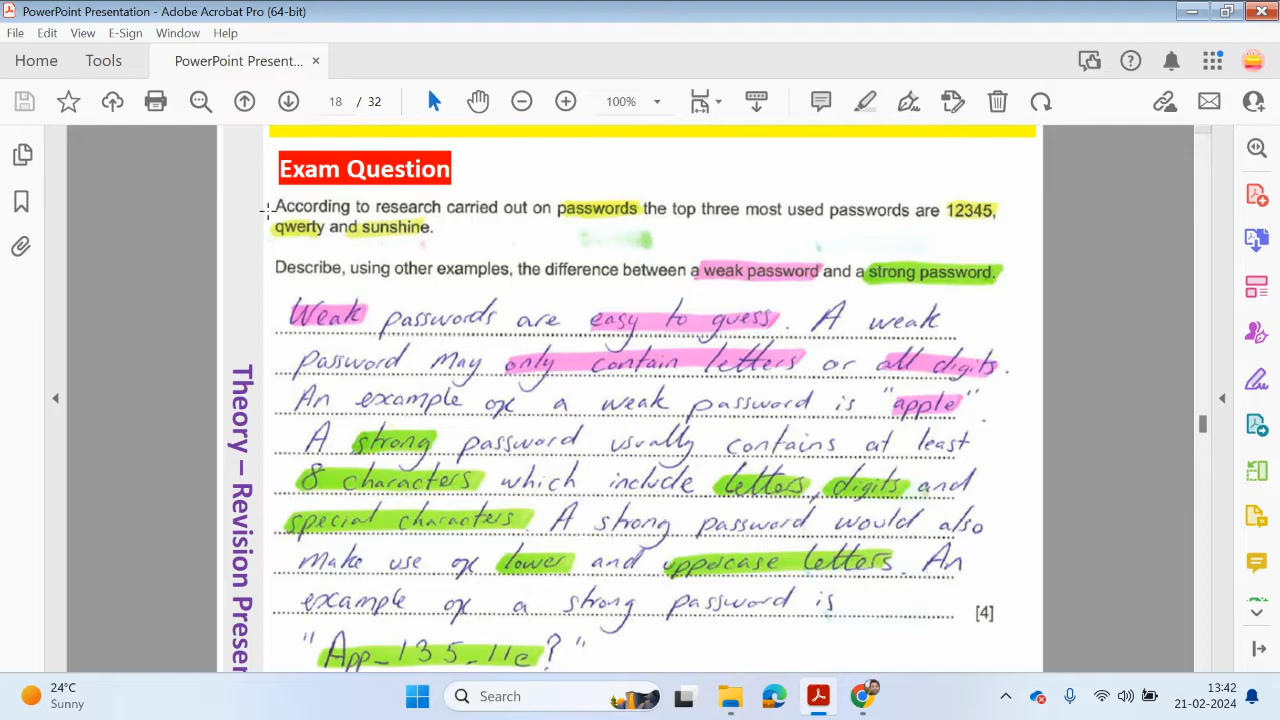 PowerPoint Presentation - Adobe Acrobat Pro (64-bit)
File Edit View E-Sign Window Help
Home Tools PowerPoint Present... ×
18 / 32 100%
Exam Question
According to research carried out on passwords the top three most used passwords are 12345,
qwerty and sunshine.
Describe, using other examples, the difference between a weak password and a strong password.
Weak passwords are easy to guess. A weak
password may only contain letters or all digits.
An example of a weak password is "apple".
A strong password usually contains at least
8 characters which include letters, digits and
special characters. A strong password would also
make use of lower and uppercase letters. An
example of a strong password is
[4]
"App_135_11e?"
Theory – Revision Presen
24°C
Sunny
Search
13:42
21-02-2024